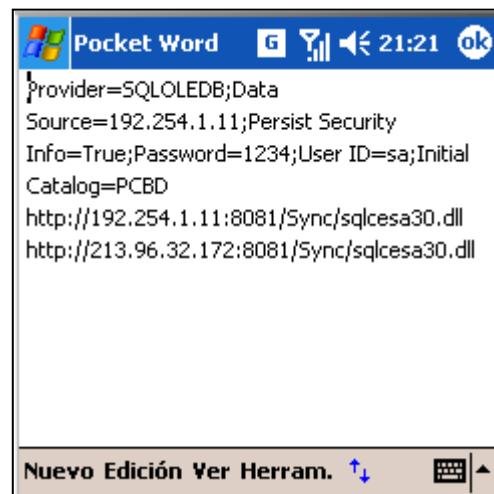 Pocket Word G 21:21 ok
Provider=SQLOLEDB;Data
Source=192.254.1.11;Persist Security
Info=True;Password=1234;User ID=sa;Initial
Catalog=PCBD
http://192.254.1.11:8081/Sync/sqlcesa30.dll
http://213.96.32.172:8081/Sync/sqlcesa30.dll
Nuevo Edición Ver Herram.